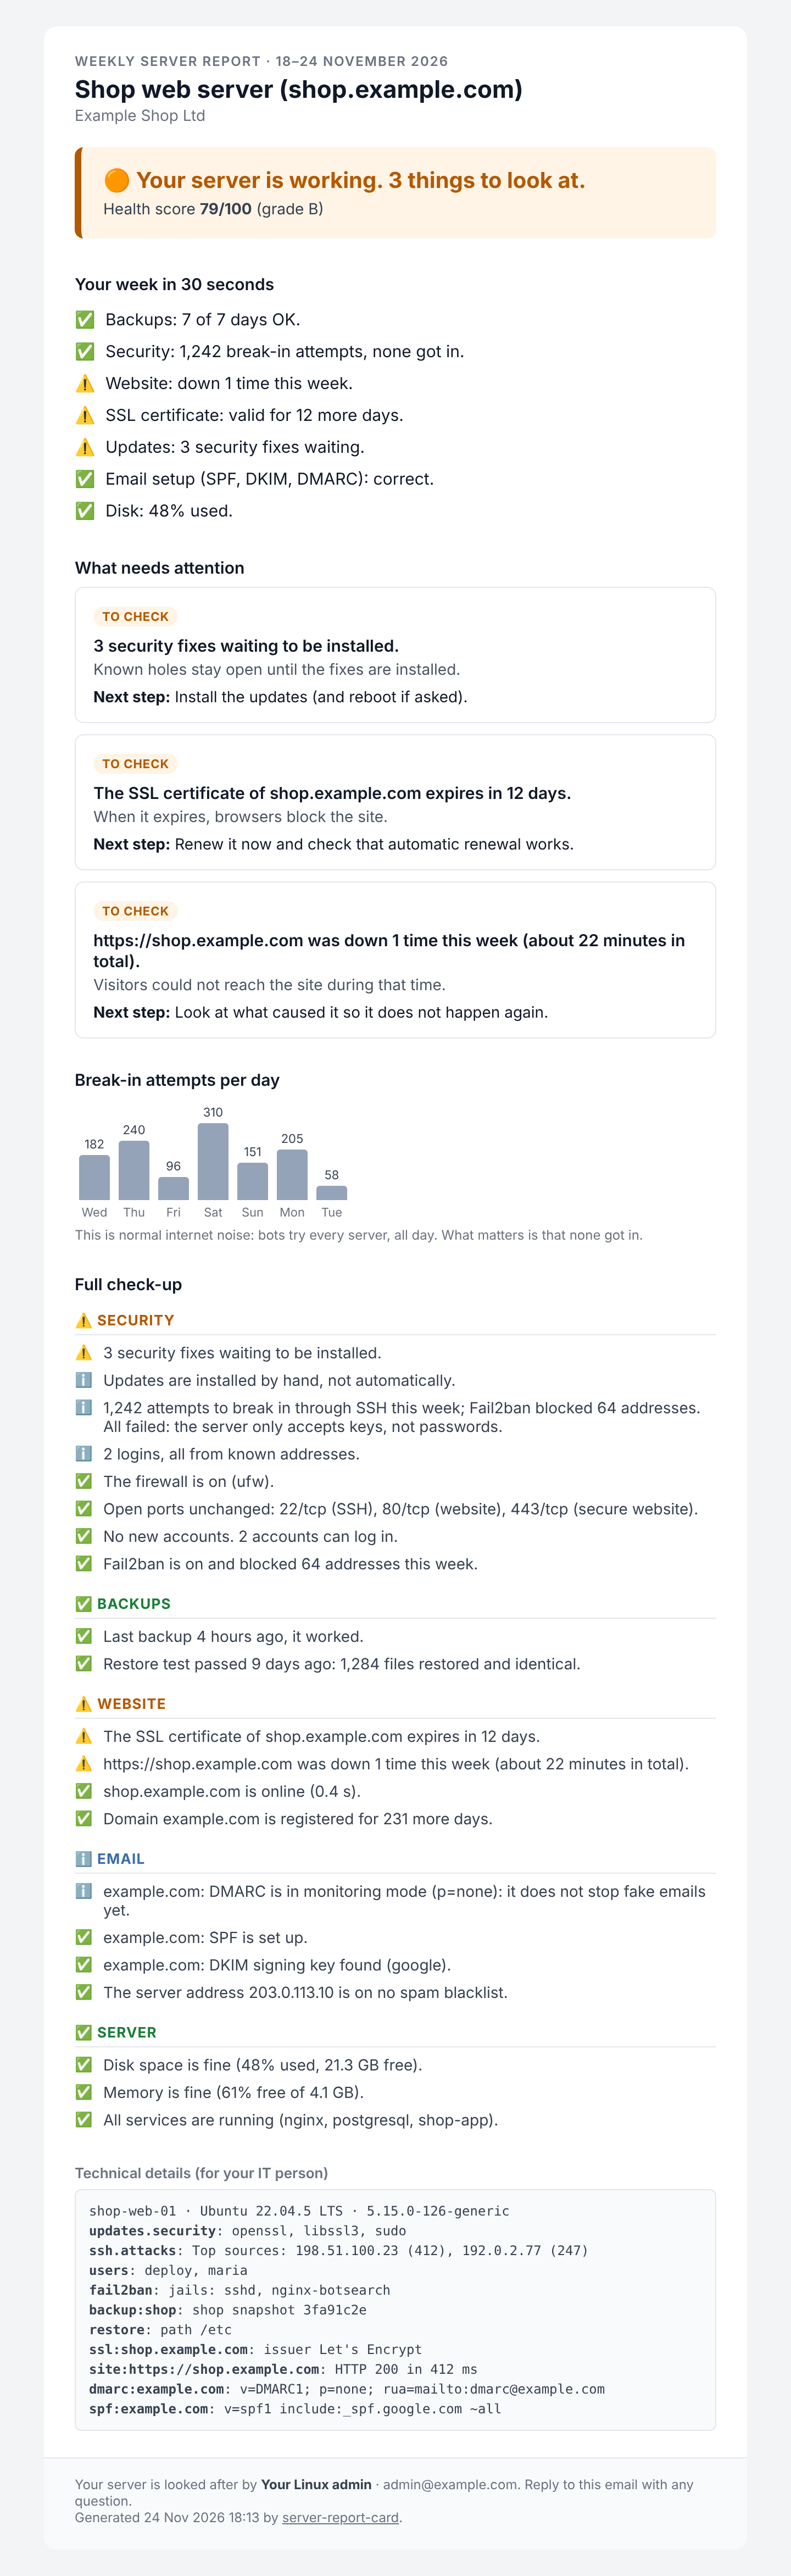 WEEKLY SERVER REPORT · 18–24 NOVEMBER 2026
Shop web server (shop.example.com)
Example Shop Ltd
🟠 Your server is working. 3 things to look at.
Health score 79/100 (grade B)
Your week in 30 seconds
✅ Backups: 7 of 7 days OK.
✅ Security: 1,242 break-in attempts, none got in.
⚠️ Website: down 1 time this week.
⚠️ SSL certificate: valid for 12 more days.
⚠️ Updates: 3 security fixes waiting.
✅ Email setup (SPF, DKIM, DMARC): correct.
✅ Disk: 48% used.
What needs attention
TO CHECK
3 security fixes waiting to be installed.
Known holes stay open until the fixes are installed.
Next step: Install the updates (and reboot if asked).
TO CHECK
The SSL certificate of shop.example.com expires in 12 days.
When it expires, browsers block the site.
Next step: Renew it now and check that automatic renewal works.
TO CHECK
https://shop.example.com was down 1 time this week (about 22 minutes in
total).
Visitors could not reach the site during that time.
Next step: Look at what caused it so it does not happen again.
Break-in attempts per day
182 240 96 310 151 205 58
Wed Thu Fri Sat Sun Mon Tue
This is normal internet noise: bots try every server, all day. What matters is that none got in.
Full check-up
⚠️ SECURITY
⚠️ 3 security fixes waiting to be installed.
ℹ️ Updates are installed by hand, not automatically.
ℹ️ 1,242 attempts to break in through SSH this week; Fail2ban blocked 64 addresses.
All failed: the server only accepts keys, not passwords.
ℹ️ 2 logins, all from known addresses.
✅ The firewall is on (ufw).
✅ Open ports unchanged: 22/tcp (SSH), 80/tcp (website), 443/tcp (secure website).
✅ No new accounts. 2 accounts can log in.
✅ Fail2ban is on and blocked 64 addresses this week.
✅ BACKUPS
✅ Last backup 4 hours ago, it worked.
✅ Restore test passed 9 days ago: 1,284 files restored and identical.
⚠️ WEBSITE
⚠️ The SSL certificate of shop.example.com expires in 12 days.
⚠️ https://shop.example.com was down 1 time this week (about 22 minutes in total).
✅ shop.example.com is online (0.4 s).
✅ Domain example.com is registered for 231 more days.
ℹ️ EMAIL
ℹ️ example.com: DMARC is in monitoring mode (p=none): it does not stop fake emails
yet.
✅ example.com: SPF is set up.
✅ example.com: DKIM signing key found (google).
✅ The server address 203.0.113.10 is on no spam blacklist.
✅ SERVER
✅ Disk space is fine (48% used, 21.3 GB free).
✅ Memory is fine (61% free of 4.1 GB).
✅ All services are running (nginx, postgresql, shop-app).
Technical details (for your IT person)
shop-web-01 · Ubuntu 22.04.5 LTS · 5.15.0-126-generic
updates.security: openssl, libssl3, sudo
ssh.attacks: Top sources: 198.51.100.23 (412), 192.0.2.77 (247)
users: deploy, maria
fail2ban: jails: sshd, nginx-botsearch
backup:shop: shop snapshot 3fa91c2e
restore: path /etc
ssl:shop.example.com: issuer Let's Encrypt
site:https://shop.example.com: HTTP 200 in 412 ms
dmarc:example.com: v=DMARC1; p=none; rua=mailto:dmarc@example.com
spf:example.com: v=spf1 include:_spf.google.com ~all
Your server is looked after by Your Linux admin · admin@example.com. Reply to this email with any
question.
Generated 24 Nov 2026 18:13 by server-report-card.